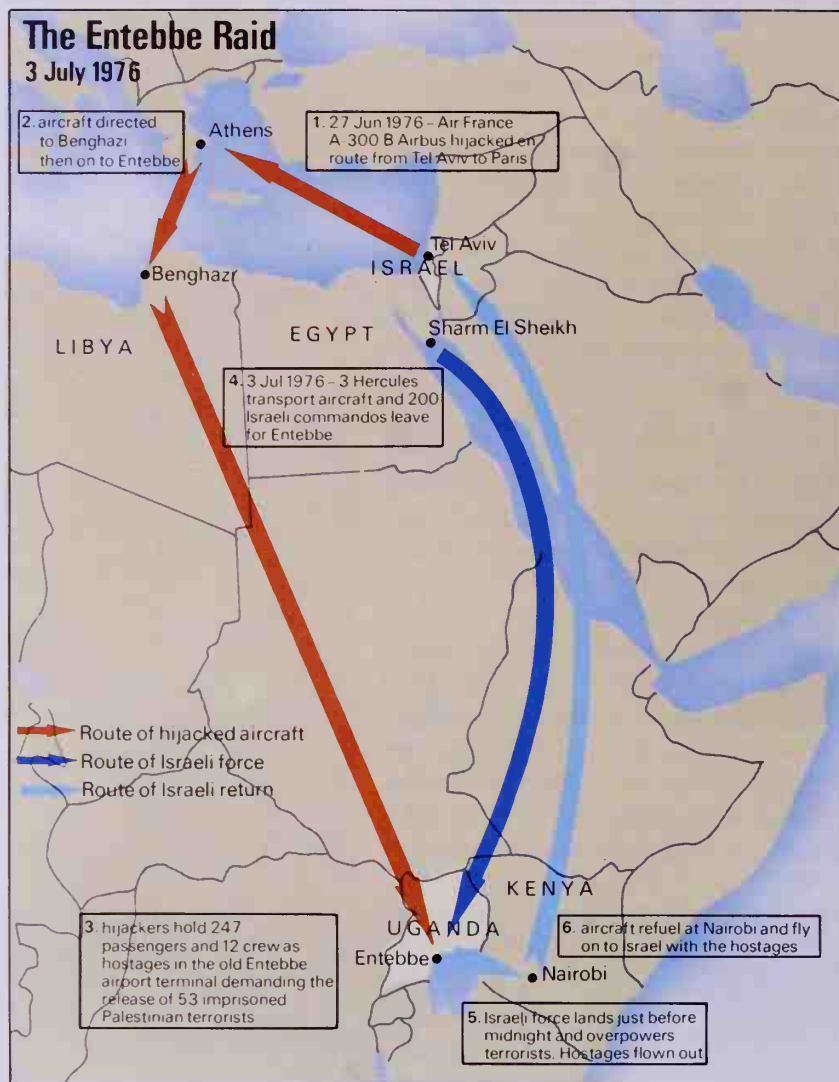 The Entebbe Raid
3 July 1976
2. aircraft directed
to Benghazi
then on to Entebbe
Athens
1. 27 Jun 1976 – Air France
A-300 B Airbus hijacked en
route from Tel Aviv to Paris
Tel Aviv
ISRAEL
Benghazr
EGYPT
Sharm El Sheikh
LIBYA
4. 3 Jul 1976 – 3 Hercules
transport aircraft and 200
Israeli commandos leave
for Entebbe
Route of hijacked aircraft
Route of Israeli force
Route of Israeli return
KENYA
UGANDA
Entebbe
Nairobi
3. hijackers hold 247
passengers and 12 crew as
hostages in the old Entebbe
airport terminal demanding the
release of 53 imprisoned
Palestinian terrorists
6. aircraft refuel at Nairobi and fly
on to Israel with the hostages
5. Israeli force lands just before
midnight and overpowers
terrorists. Hostages flown out